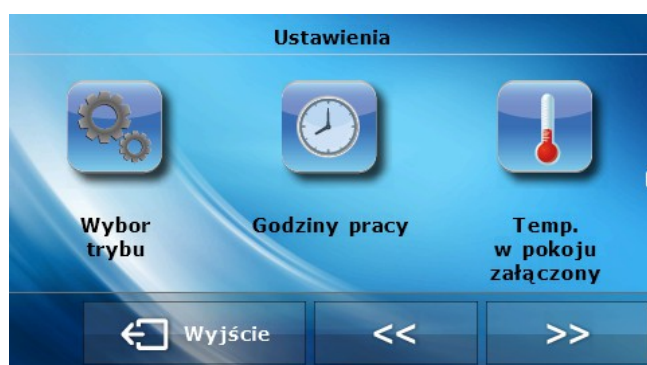 Ustawienia
Wybor
trybu
Godziny pracy
Temp.
w pokoju
załączony
Wyjście
<<
>>